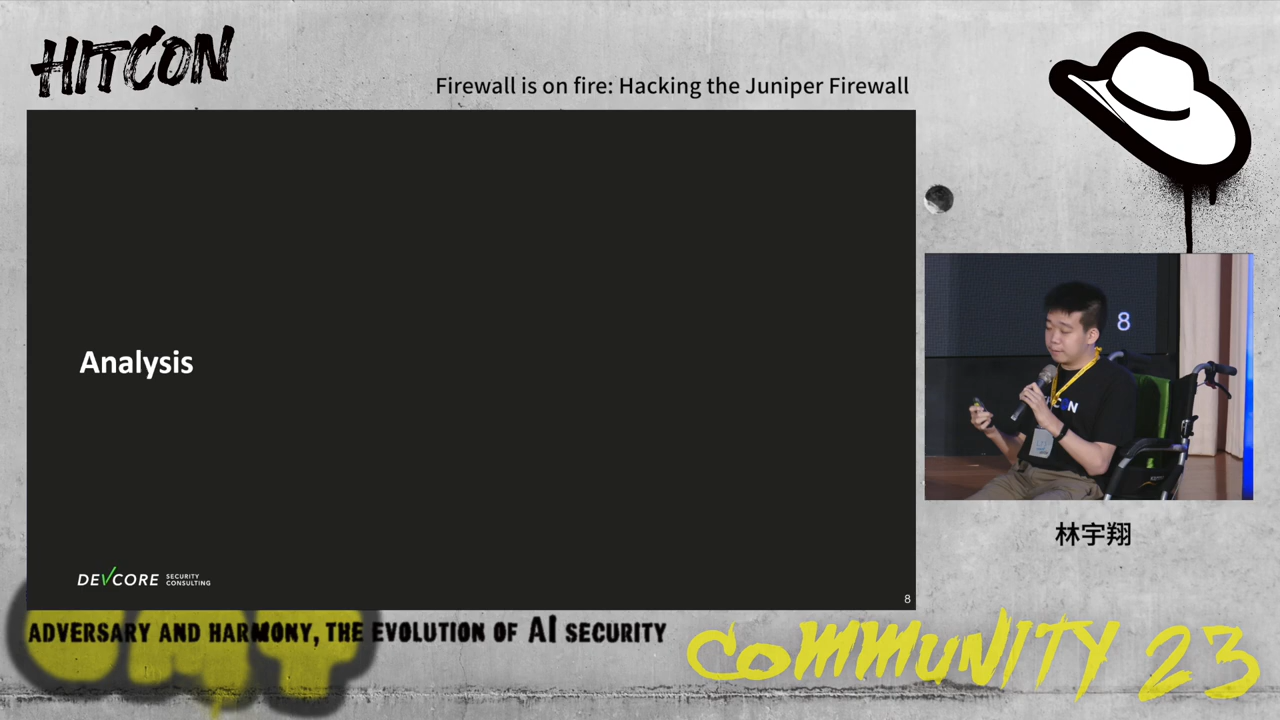 HITCON
Firewall is on fire: Hacking the Juniper Firewall
Analysis
DEVCORE SECURITY CONSULTING
8
8
林宇翔
ADVERSARY AND HARMONY, THE EVOLUTION OF AI SECURITY
COMMUNITY 23